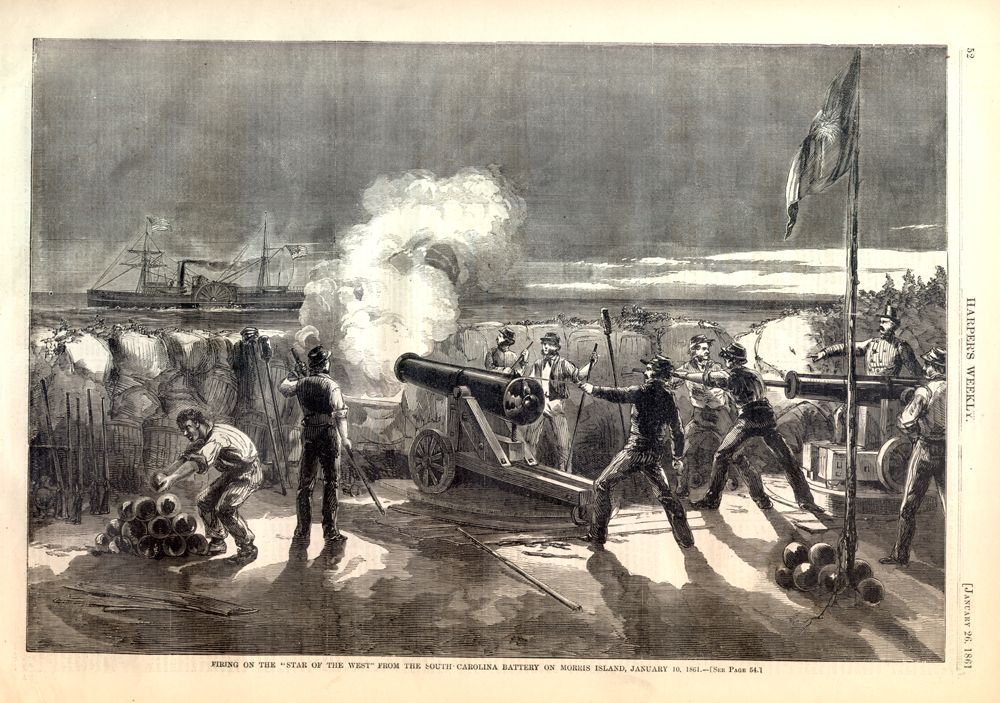 52
HARPER'S WEEKLY.
[JANUARY 26, 1861
FIRING ON THE "STAR OF THE WEST" FROM THE SOUTH CAROLINA BATTERY ON MORRIS ISLAND, JANUARY 10, 1861.—[SEE PAGE 54.]